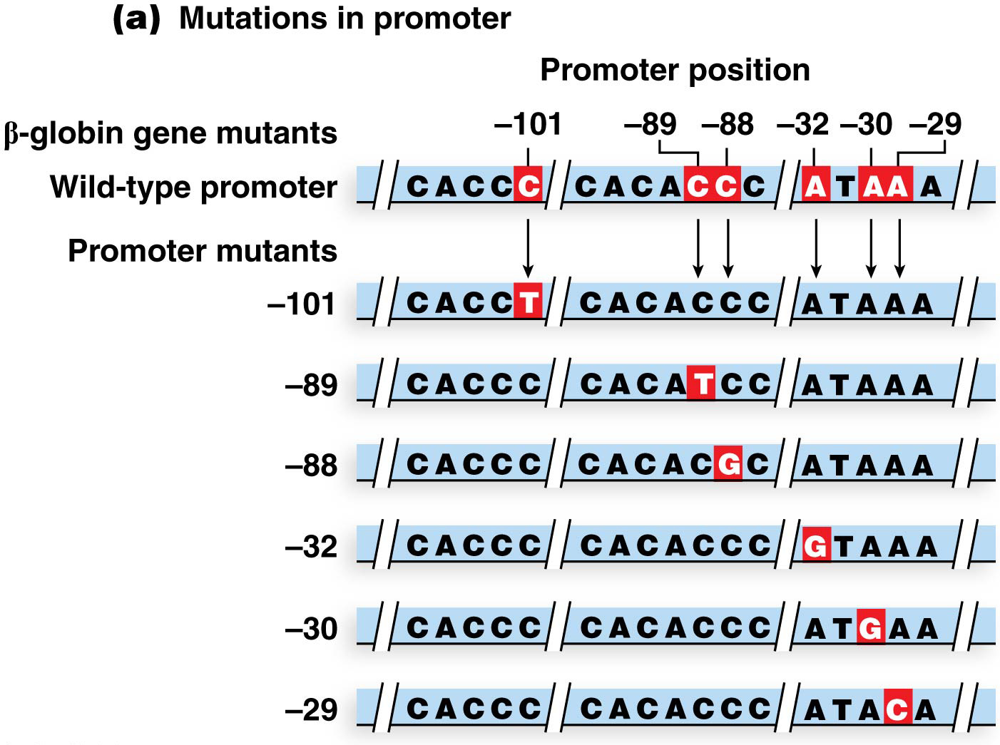 (a) Mutations in promoter
Promoter position
β-globin gene mutants –101 –89 –88 –32 –30 –29
Wild-type promoter CACCC CACACCC ATAAA
Promoter mutants
–101 CACCT CACACCC ATAAA
–89 CACCC CACATCC ATAAA
–88 CACCC CACACGC ATAAA
–32 CACCC CACACCC GTAAA
–30 CACCC CACACCC ATGAA
–29 CACCC CACACCC ATACA